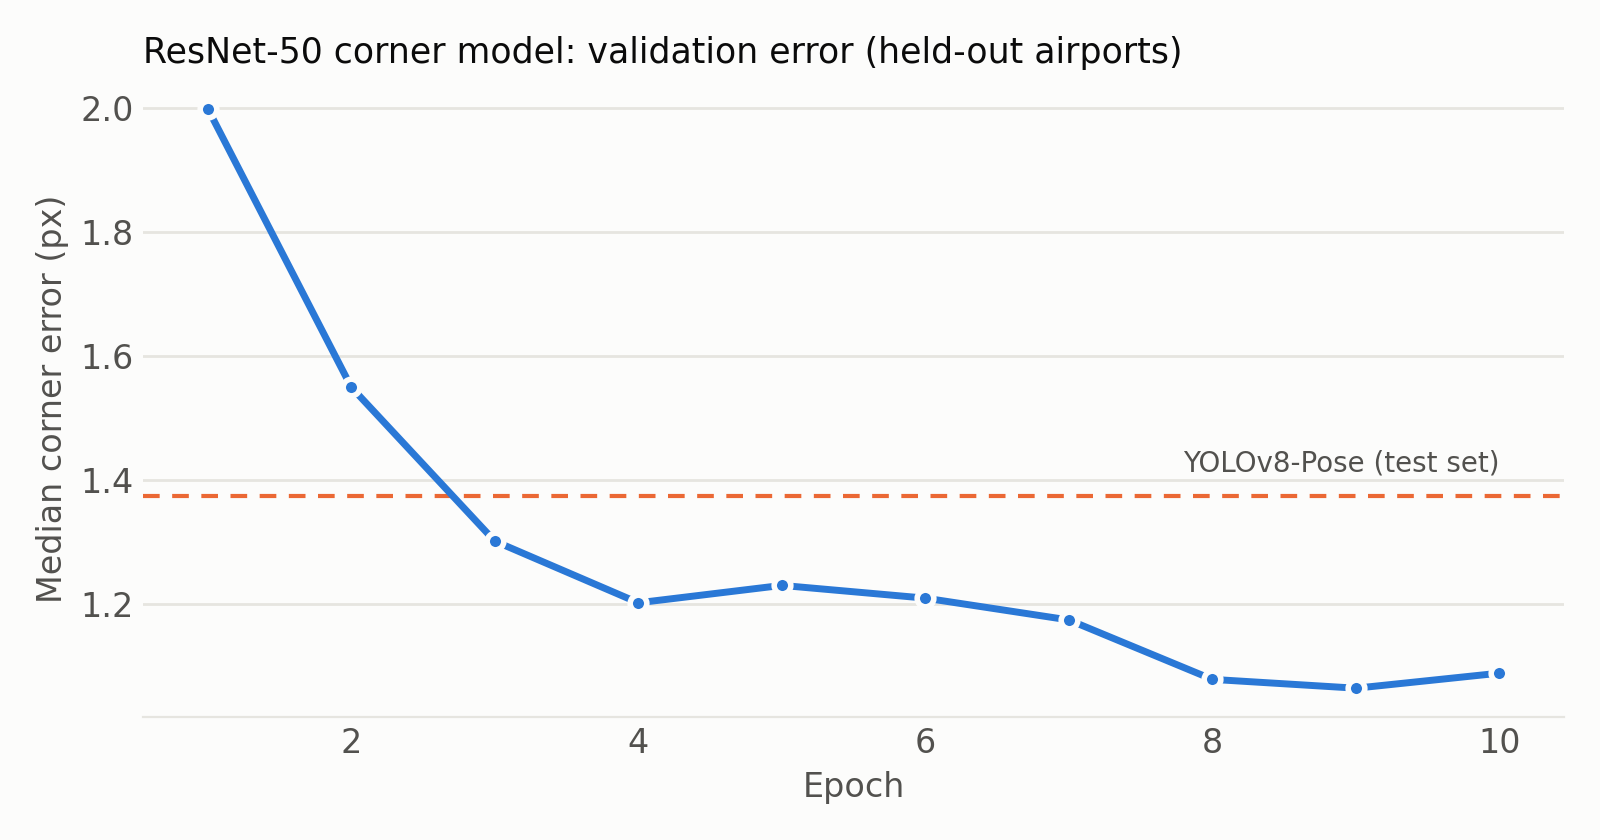 ResNet-50 corner model: validation error (held-out airports)
Median corner error (px)
2.0
1.8
1.6
1.4
1.2
YOLOv8-Pose (test set)
2
4
6
8
10
Epoch